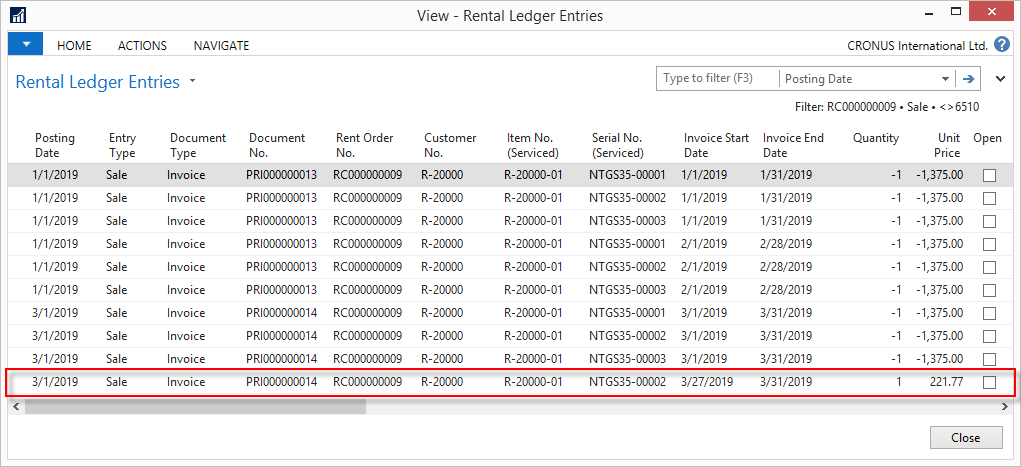 View - Rental Ledger Entries
HOME ACTIONS NAVIGATE CRONUS International Ltd. ?
Rental Ledger Entries Type to filter (F3) Posting Date
Filter: RC000000009 • Sale • <>6510
Posting Entry Document Document Rent Order Customer Item No. Serial No. Invoice Start Invoice End Quantity Unit Open
Date Type Type No. No. No. (Serviced) (Serviced) Date Date Price
1/1/2019 Sale Invoice PRI000000013 RC000000009 R-20000 R-20000-01 NTGS35-00001 1/1/2019 1/31/2019 -1 -1,375.00
1/1/2019 Sale Invoice PRI000000013 RC000000009 R-20000 R-20000-01 NTGS35-00002 1/1/2019 1/31/2019 -1 -1,375.00
1/1/2019 Sale Invoice PRI000000013 RC000000009 R-20000 R-20000-01 NTGS35-00003 1/1/2019 1/31/2019 -1 -1,375.00
1/1/2019 Sale Invoice PRI000000013 RC000000009 R-20000 R-20000-01 NTGS35-00001 2/1/2019 2/28/2019 -1 -1,375.00
1/1/2019 Sale Invoice PRI000000013 RC000000009 R-20000 R-20000-01 NTGS35-00002 2/1/2019 2/28/2019 -1 -1,375.00
1/1/2019 Sale Invoice PRI000000013 RC000000009 R-20000 R-20000-01 NTGS35-00003 2/1/2019 2/28/2019 -1 -1,375.00
3/1/2019 Sale Invoice PRI000000014 RC000000009 R-20000 R-20000-01 NTGS35-00001 3/1/2019 3/31/2019 -1 -1,375.00
3/1/2019 Sale Invoice PRI000000014 RC000000009 R-20000 R-20000-01 NTGS35-00002 3/1/2019 3/31/2019 -1 -1,375.00
3/1/2019 Sale Invoice PRI000000014 RC000000009 R-20000 R-20000-01 NTGS35-00003 3/1/2019 3/31/2019 -1 -1,375.00
3/1/2019 Sale Invoice PRI000000014 RC000000009 R-20000 R-20000-01 NTGS35-00002 3/27/2019 3/31/2019 1 221.77
Close